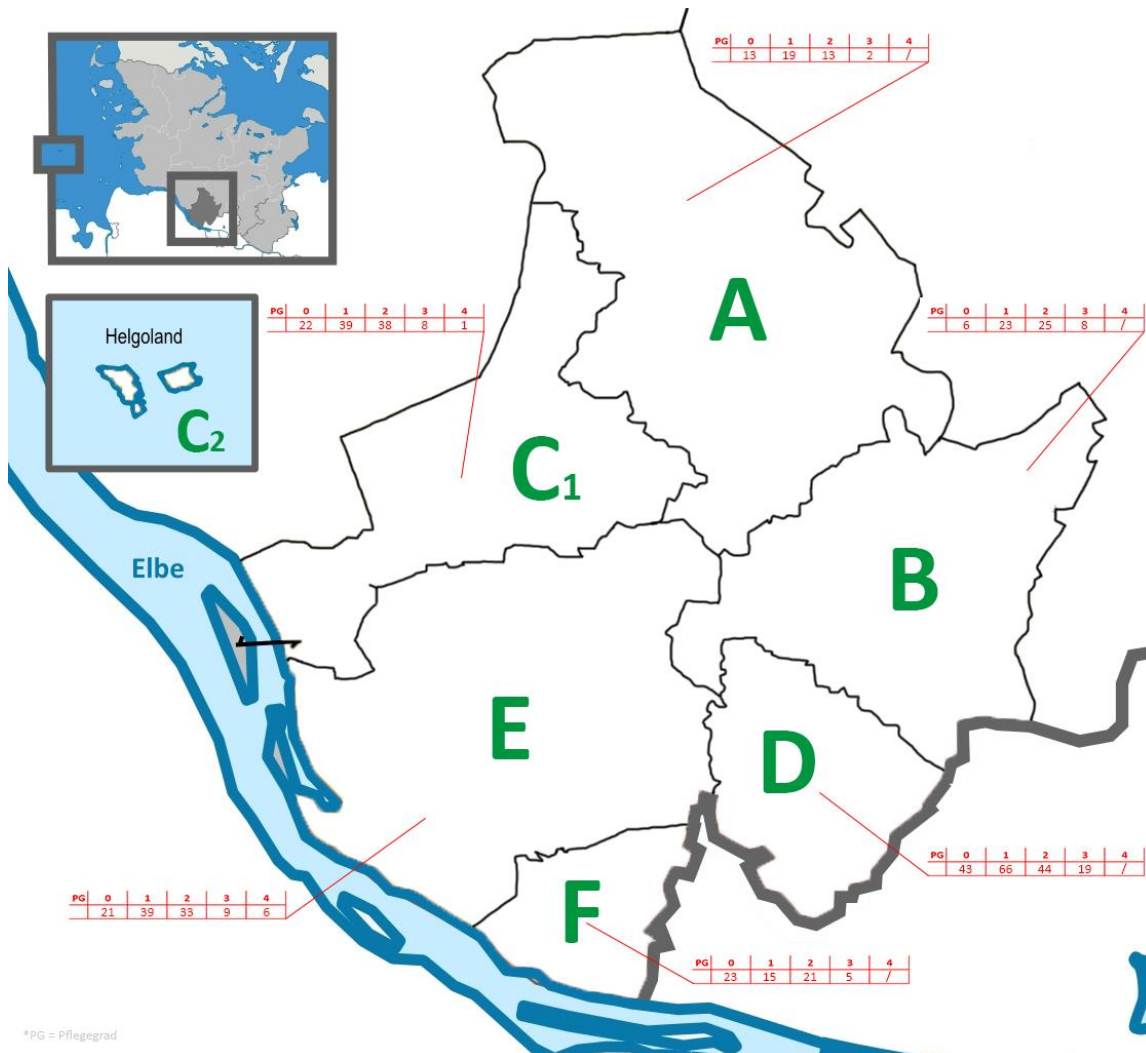 PG 0 1 2 3 4
13 19 13 2 /
A
Helgoland
C2
PG 0 1 2 3 4
22 39 38 8 1
C1
PG 0 1 2 3 4
6 23 25 8 /
B
Elbe
E
D
PG 0 1 2 3 4
43 66 44 19 /
PG 0 1 2 3 4
21 39 33 9 6
F
PG 0 1 2 3 4
23 15 21 5 /
*PG = Pflegegrad